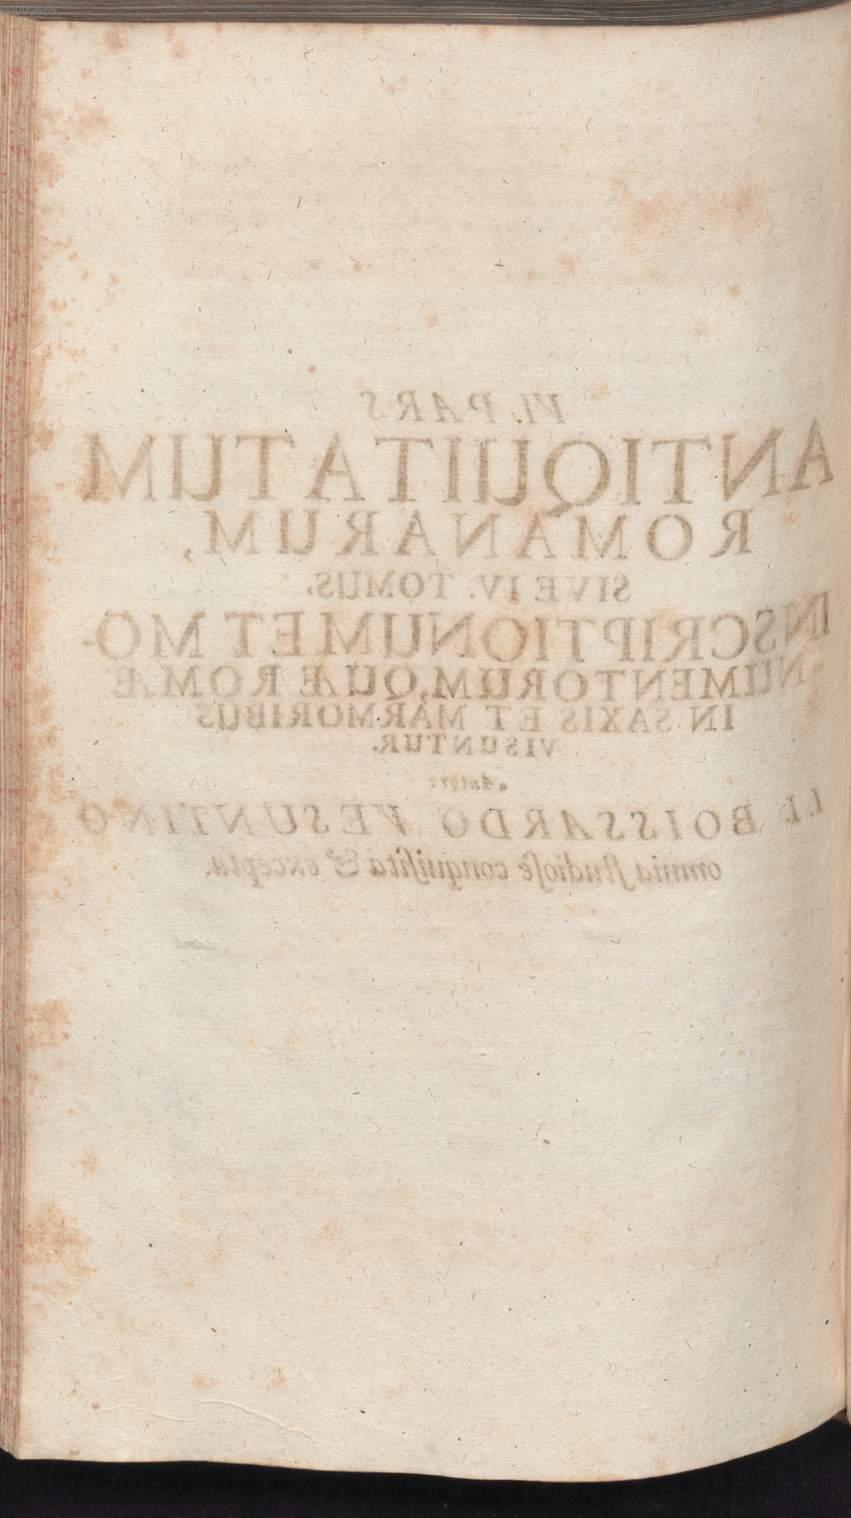 VI. PARS
ANTIQUITATUM
ROMANARUM,
SIVE IV. TOMUS,
INSCRIPTIONUM ET MO-
NUMENTORUM, QUÆ ROMÆ
IN SAXIS ET MARMORIBUS
VISUNTUR.
Autore
BOISSARDO VESUNTINO
omnia studiose conquisita & excepta.